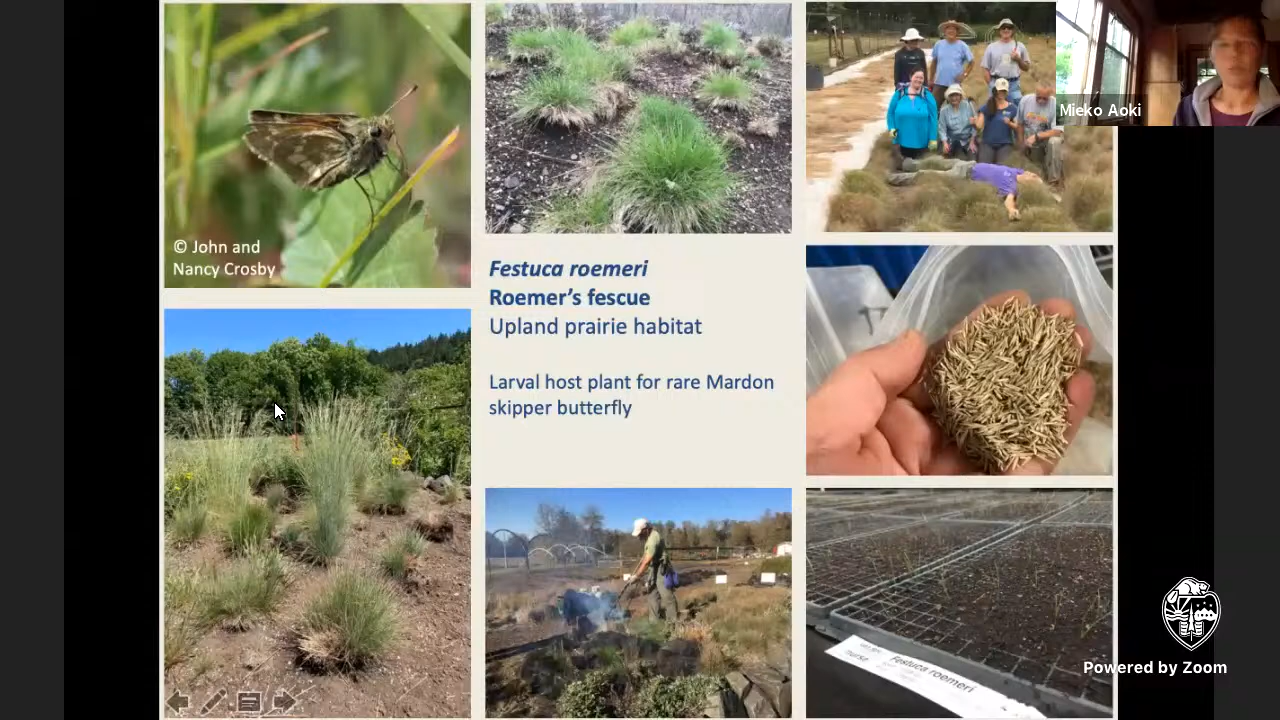 © John and
Nancy Crosby
Festuca roemeri
Roemer's fescue
Upland prairie habitat
Larval host plant for rare Mardon
skipper butterfly
Mieko Aoki
Festuca roemeri
Powered by Zoom